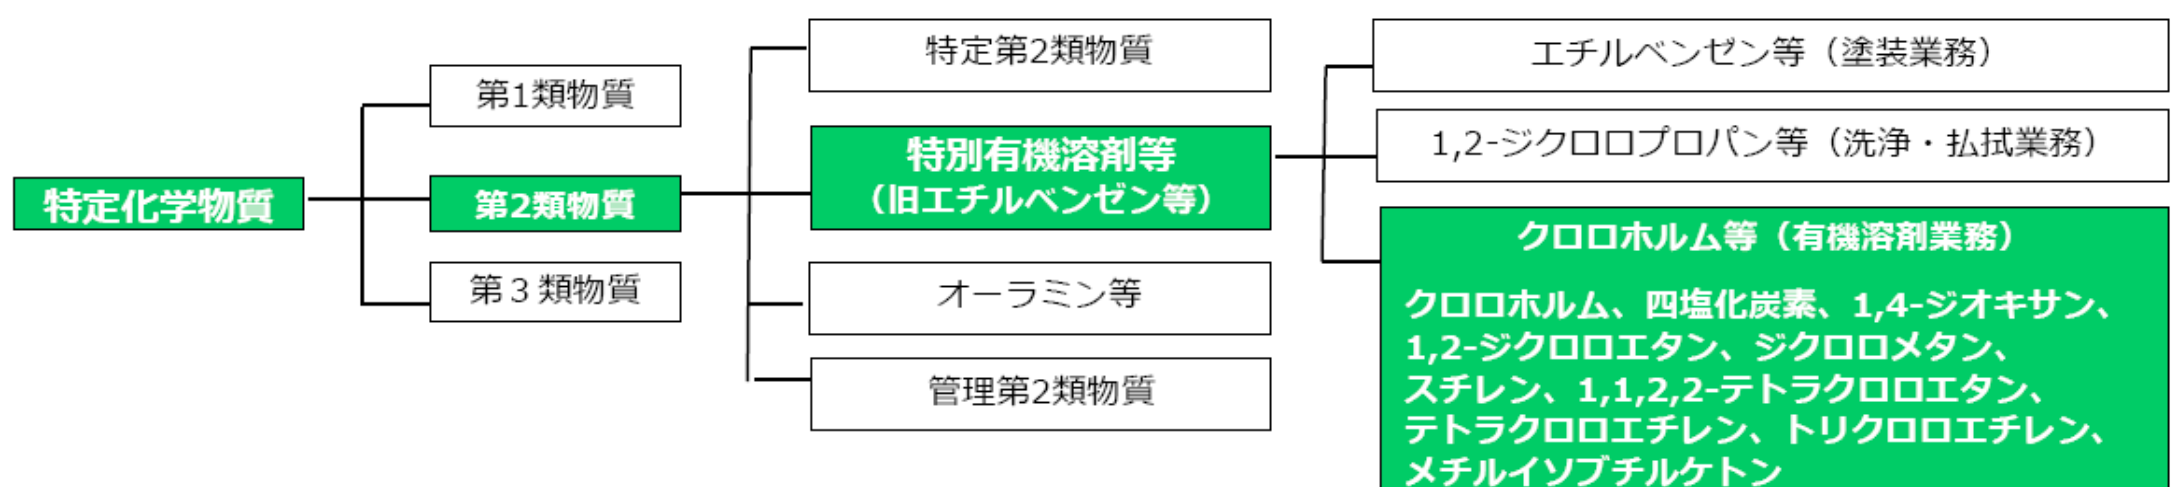 特定化学物質
第1類物質
第2類物質
第３類物質
特定第2類物質
特別有機溶剤等
（旧エチルベンゼン等）
オーラミン等
管理第2類物質
エチルベンゼン等（塗装業務）
1,2-ジクロロプロパン等（洗浄・払拭業務）
クロロホルム等（有機溶剤業務）
クロロホルム、四塩化炭素、1,4-ジオキサン、
1,2-ジクロロエタン、ジクロロメタン、
スチレン、1,1,2,2-テトラクロロエタン、
テトラクロロエチレン、トリクロロエチレン、
メチルイソブチルケトン